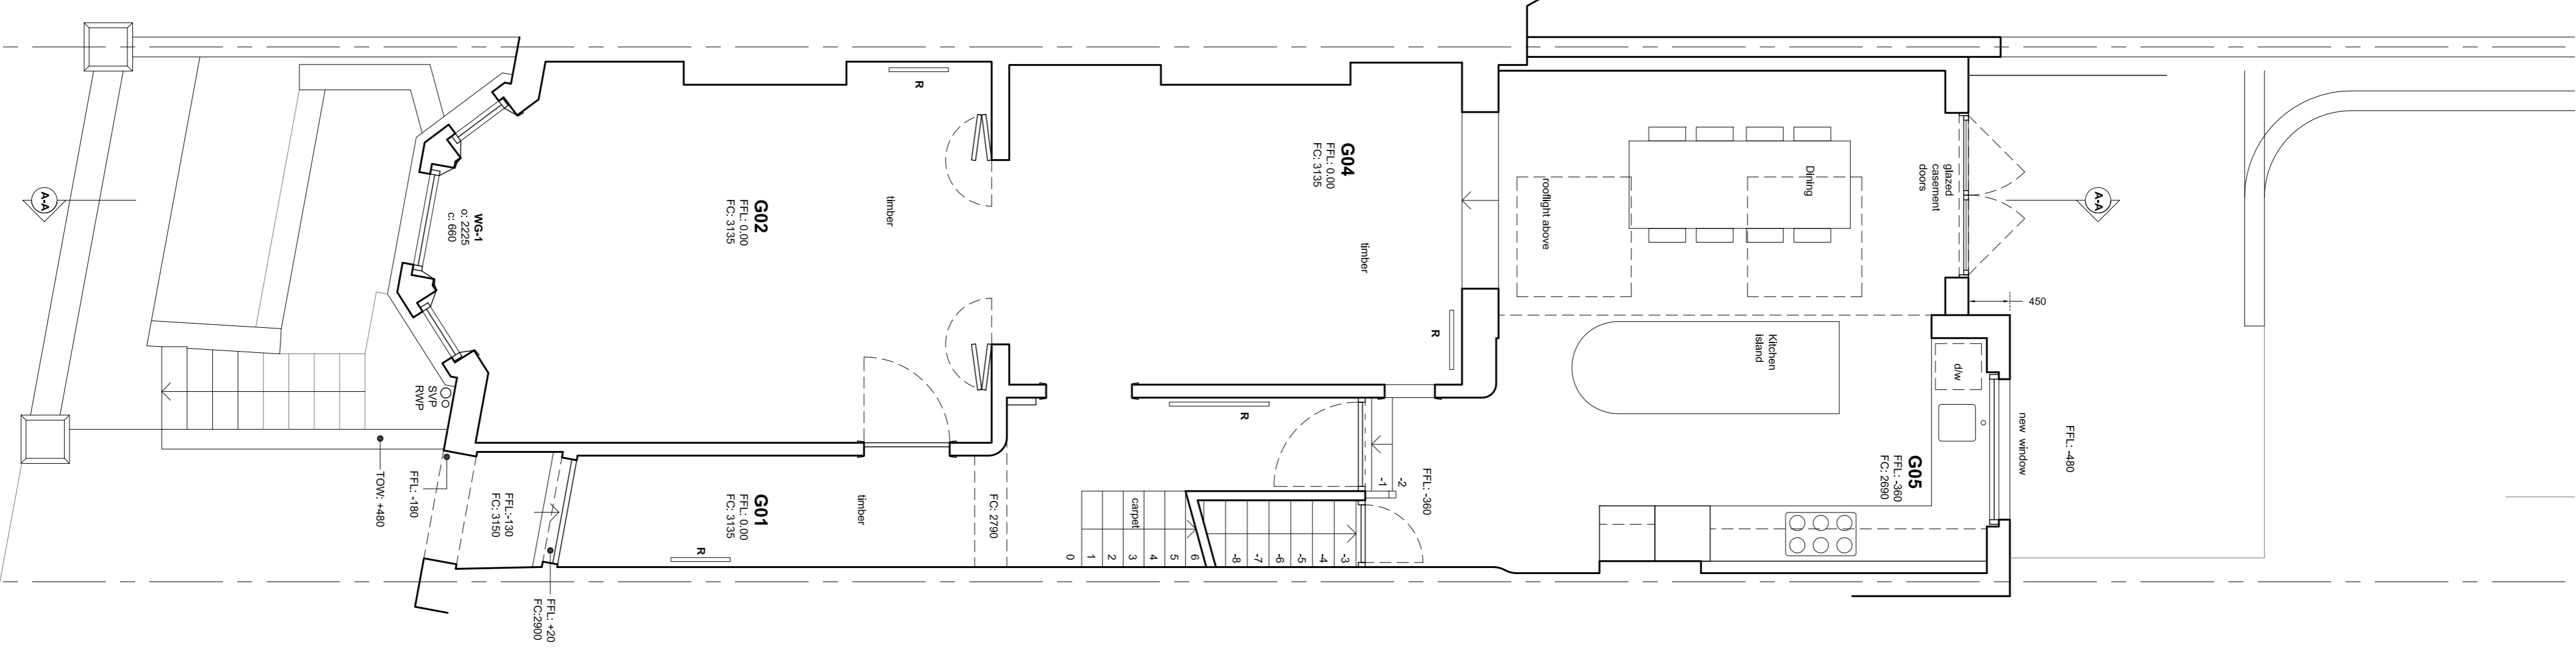 A-A
WG-1
o: 2225
c: 660
SVP
RWP
TOW: +480
FFL: -180
FFL:-130
FC: 3150
FFL: +20
FC:2900
G02
FFL: 0.00
FC: 3135
timber
R
G01
FFL: 0.00
FC: 3135
timber
R
FC: 2790
G04
FFL: 0.00
FC: 3135
timber
R
R
carpet
0
1
2
3
4
5
6
-8
-7
-6
-5
-4
-3
-1
-2
FFL: -360
rooflight above
Dining
glazed
casement
doors
A-A
450
Kitchen
island
d/w
new window
FFL: -480
G05
FFL: -360
FC: 2690